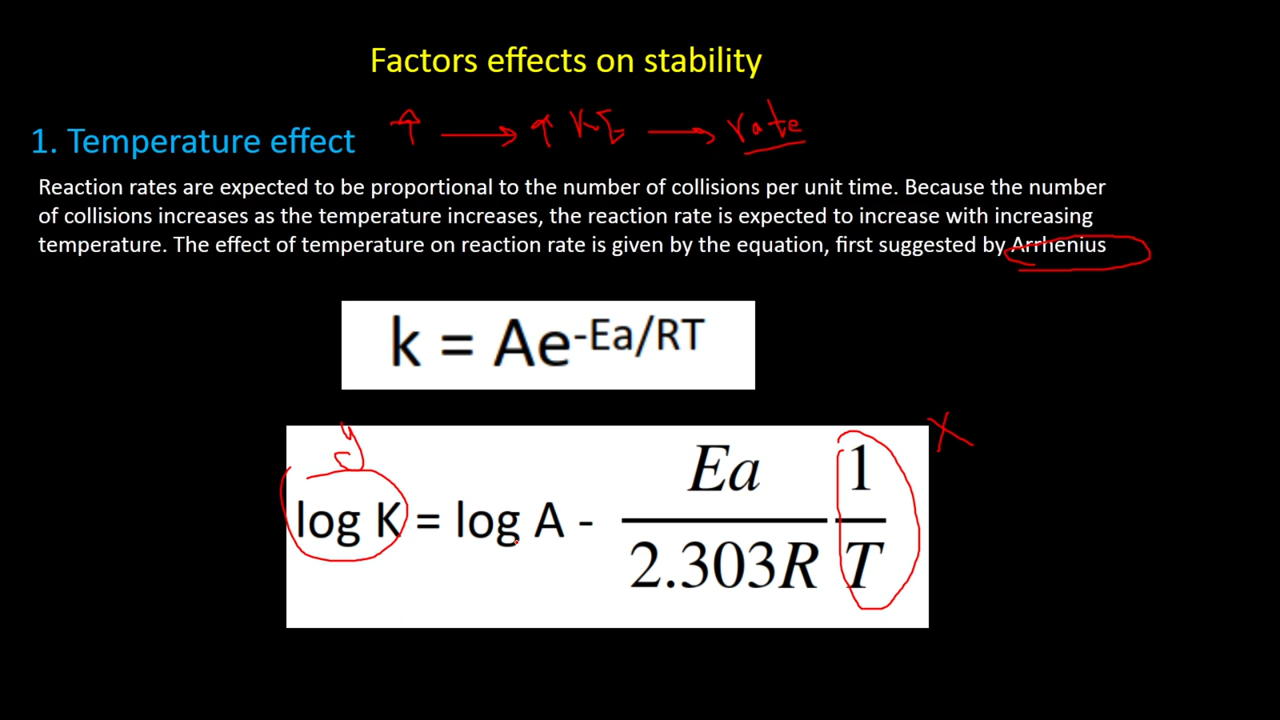 Factors effects on stability
1. Temperature effect ↑ → ↑ KE → rate
Reaction rates are expected to be proportional to the number of collisions per unit time. Because the number
of collisions increases as the temperature increases, the reaction rate is expected to increase with increasing
temperature. The effect of temperature on reaction rate is given by the equation, first suggested by Arrhenius
k = Ae-Ea/RT
y
x
log K = log A - Ea/2.303R 1/T